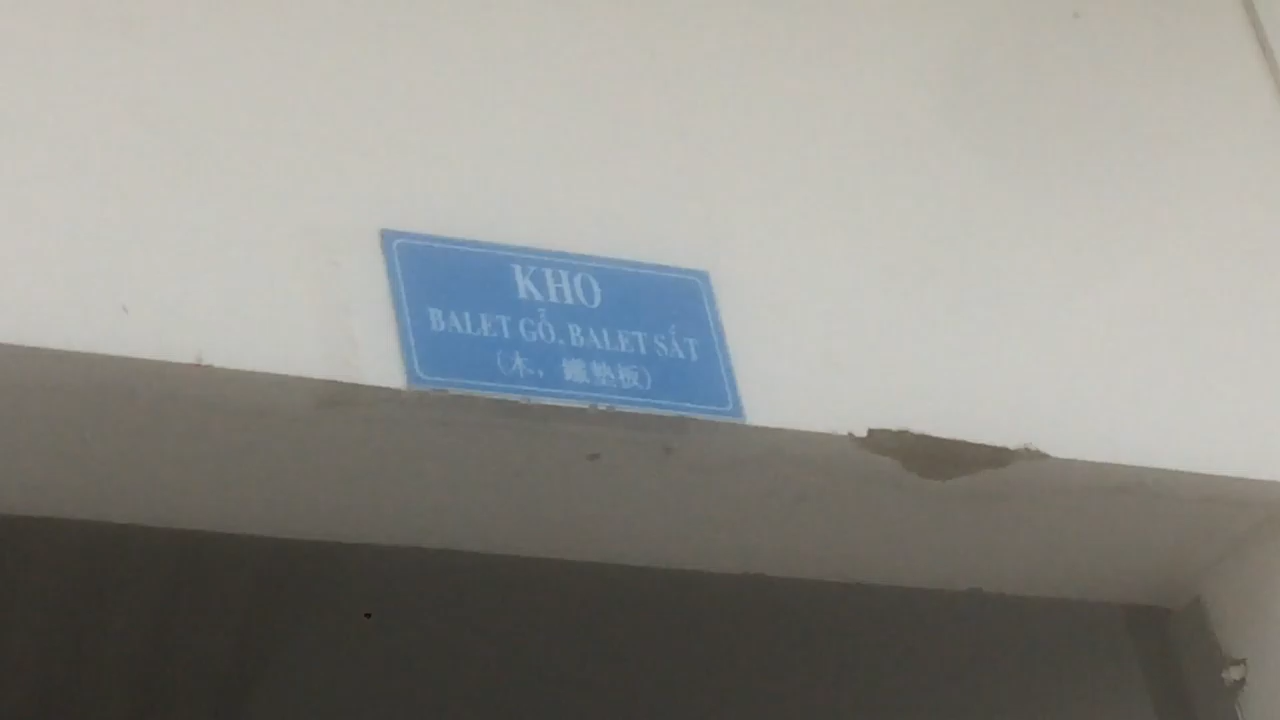 KHO
BALET GỖ, BALET SẮT
(木, 鐵墊板)